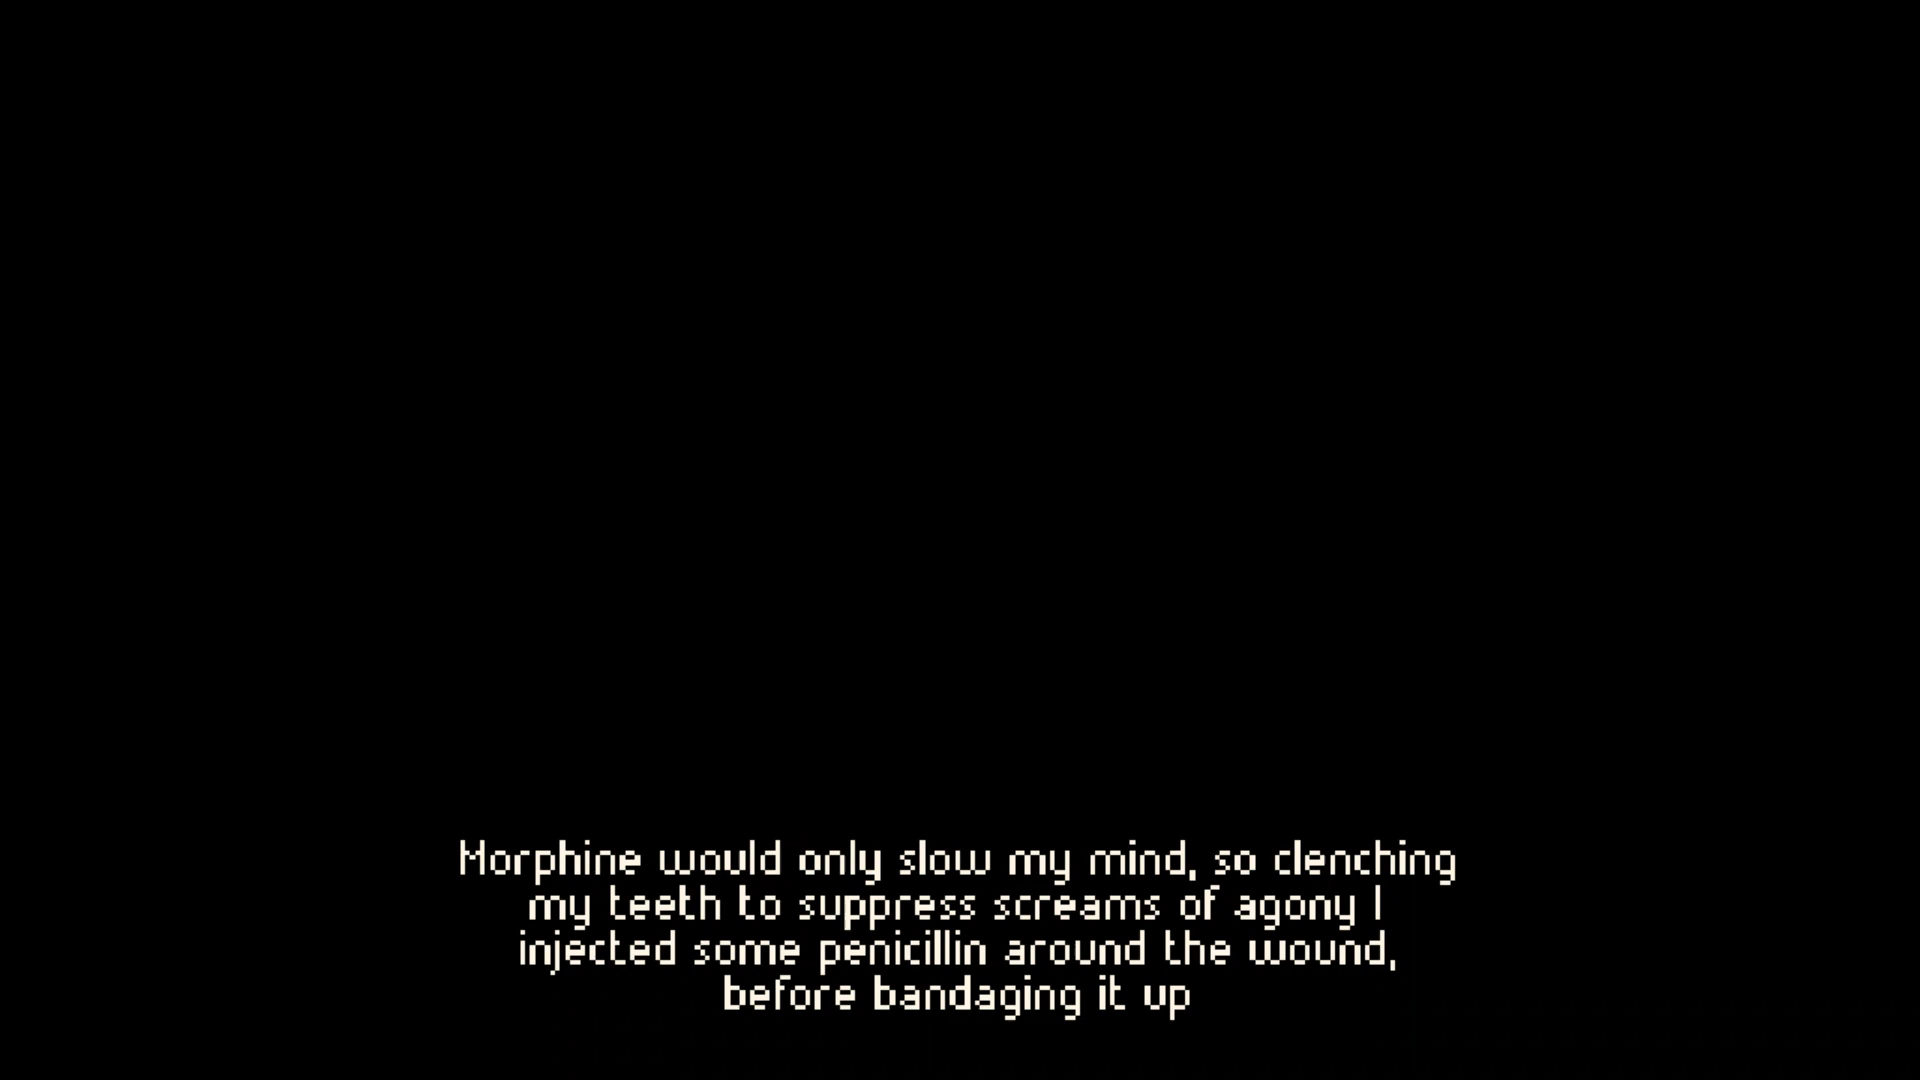 Morphine would only slow my mind, so clenching
my teeth to suppress screams of agony I
injected some penicillin around the wound,
before bandaging it up